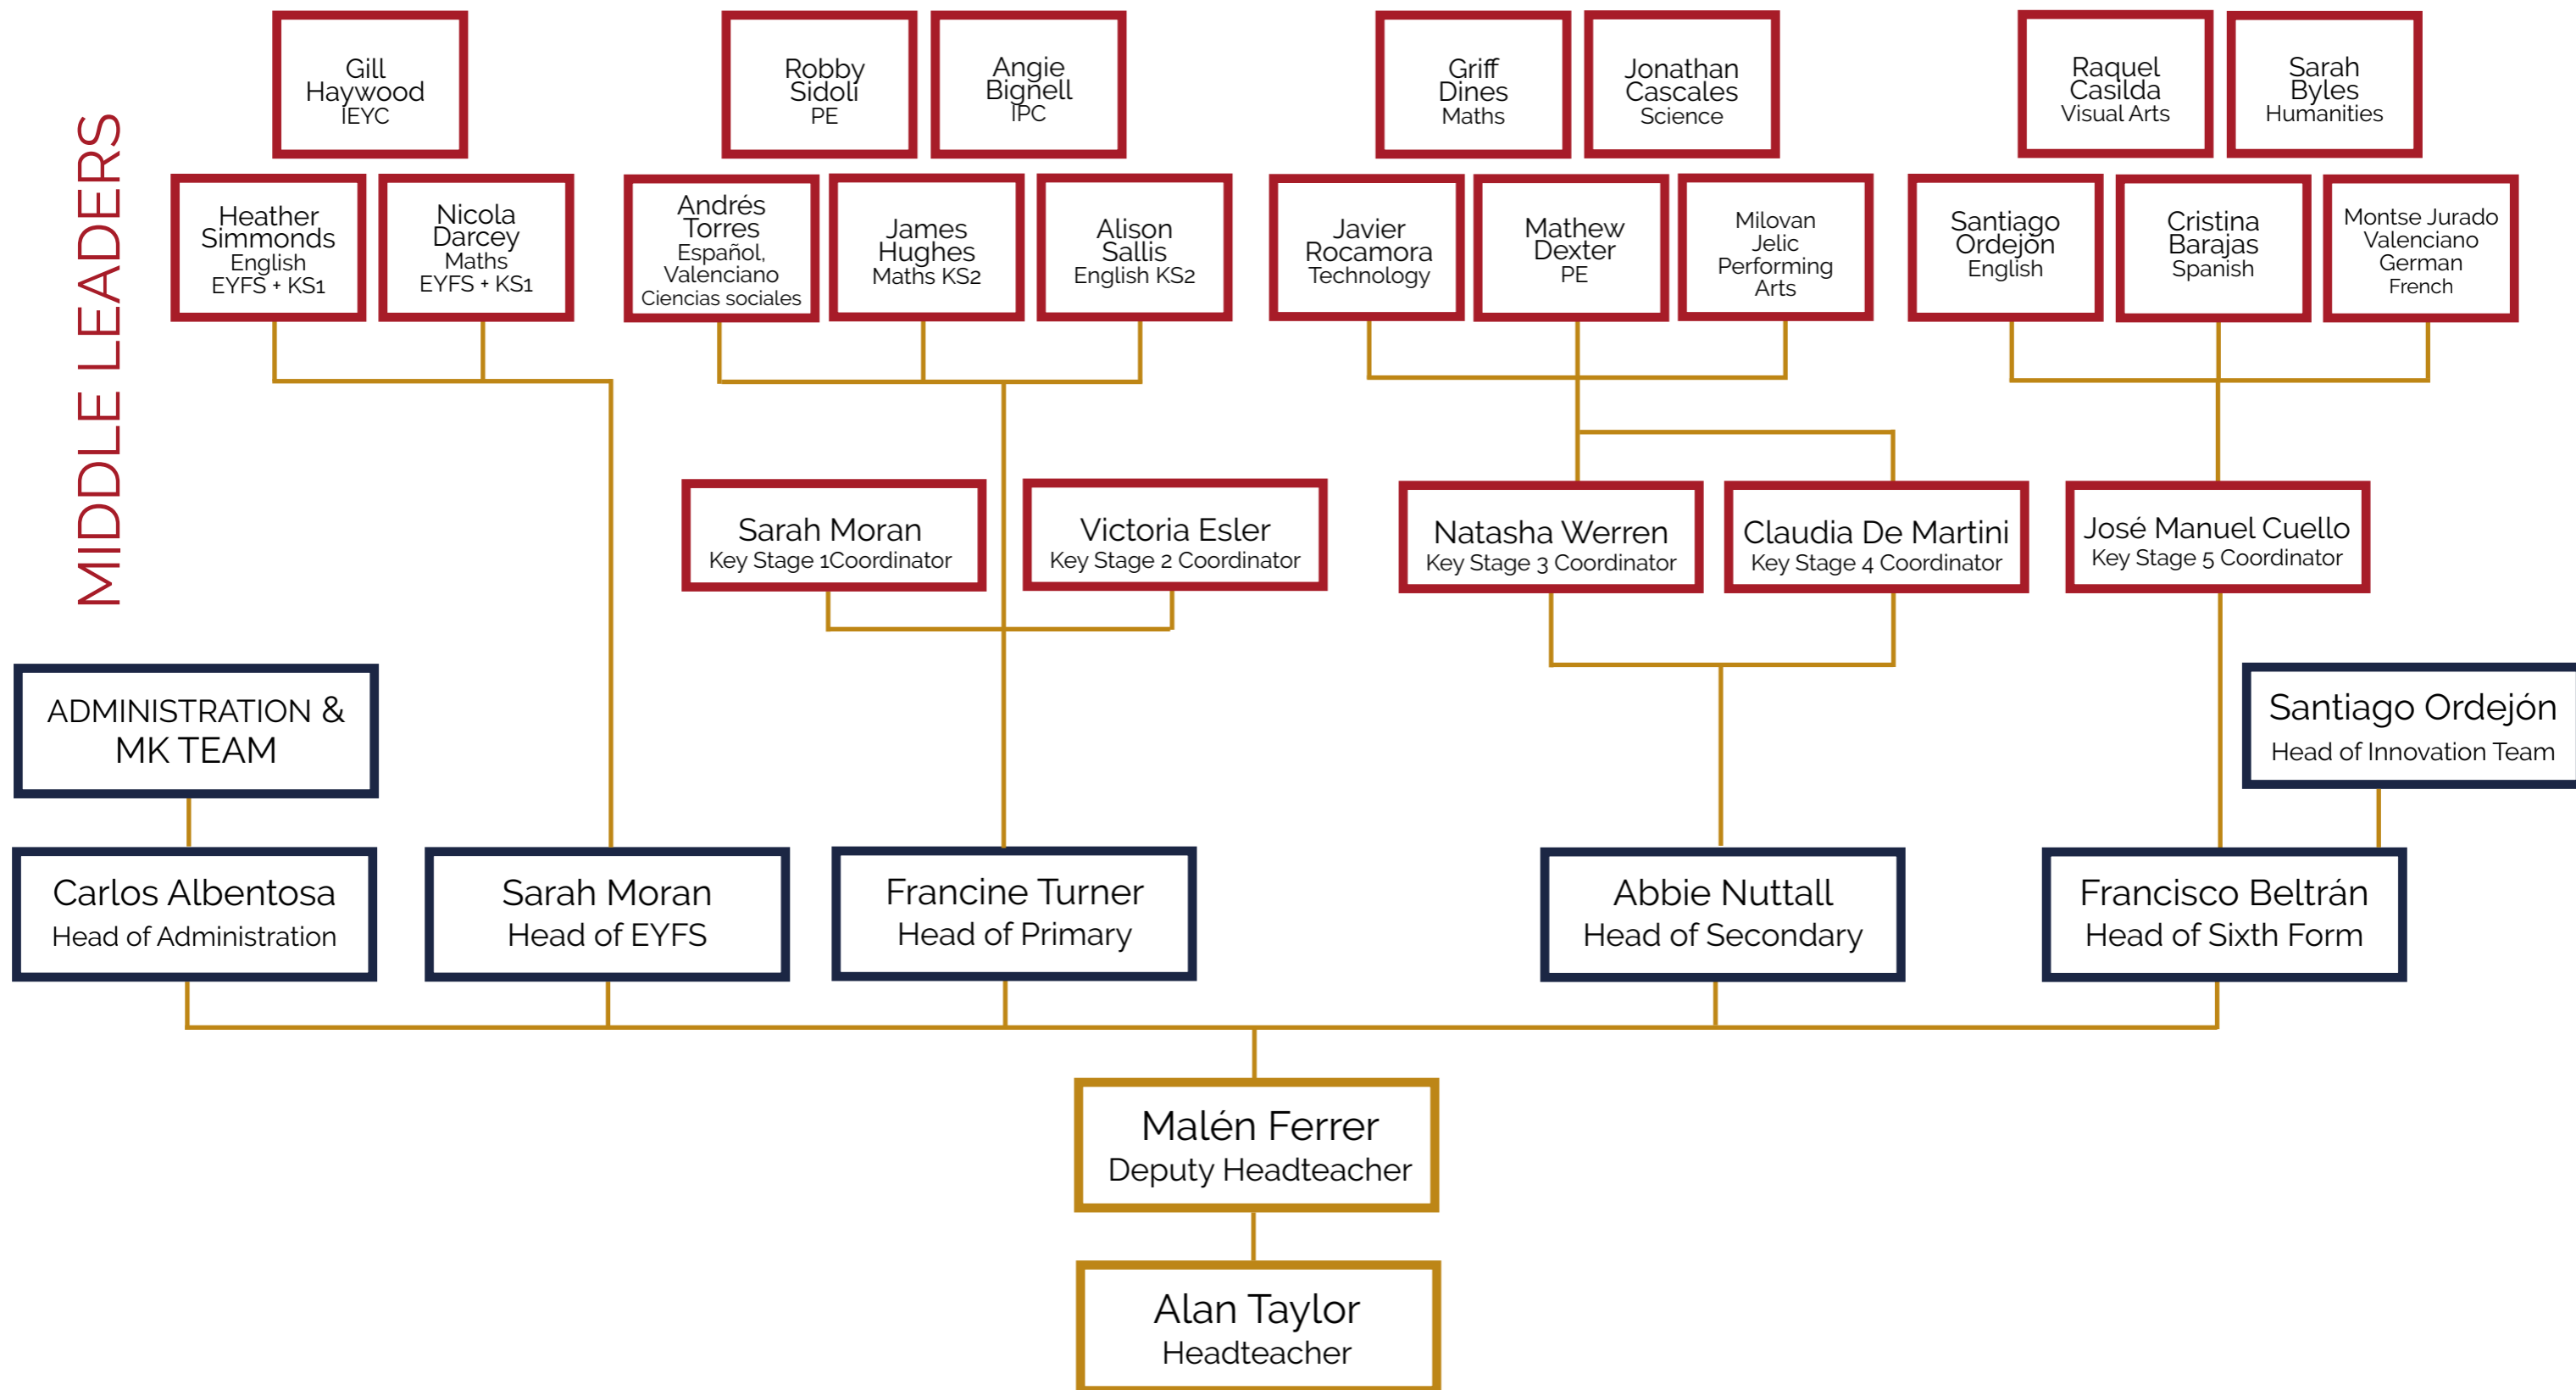 MIDDLE LEADERS
Gill
Haywood
IEYC
Robby
Sidoli
PE
Angie
Bignell
IPC
Griff
Dines
Maths
Jonathan
Cascales
Science
Raquel
Casilda
Visual Arts
Sarah
Byles
Humanities
Heather
Simmonds
English
EYFS + KS1
Nicola
Darcey
Maths
EYFS + KS1
Andrés
Torres
Español,
Valenciano
Ciencias sociales
James
Hughes
Maths KS2
Alison
Sallis
English KS2
Javier
Rocamora
Technology
Mathew
Dexter
PE
Milovan
Jelic
Performing
Arts
Santiago
Ordejón
English
Cristina
Barajas
Spanish
Montse Jurado
Valenciano
German
French
Sarah Moran
Key Stage 1Coordinator
Victoria Esler
Key Stage 2 Coordinator
Natasha Werren
Key Stage 3 Coordinator
Claudia De Martini
Key Stage 4 Coordinator
José Manuel Cuello
Key Stage 5 Coordinator
ADMINISTRATION &
MK TEAM
Santiago Ordejón
Head of Innovation Team
Carlos Albentosa
Head of Administration
Sarah Moran
Head of EYFS
Francine Turner
Head of Primary
Abbie Nuttall
Head of Secondary
Francisco Beltrán
Head of Sixth Form
Malén Ferrer
Deputy Headteacher
Alan Taylor
Headteacher